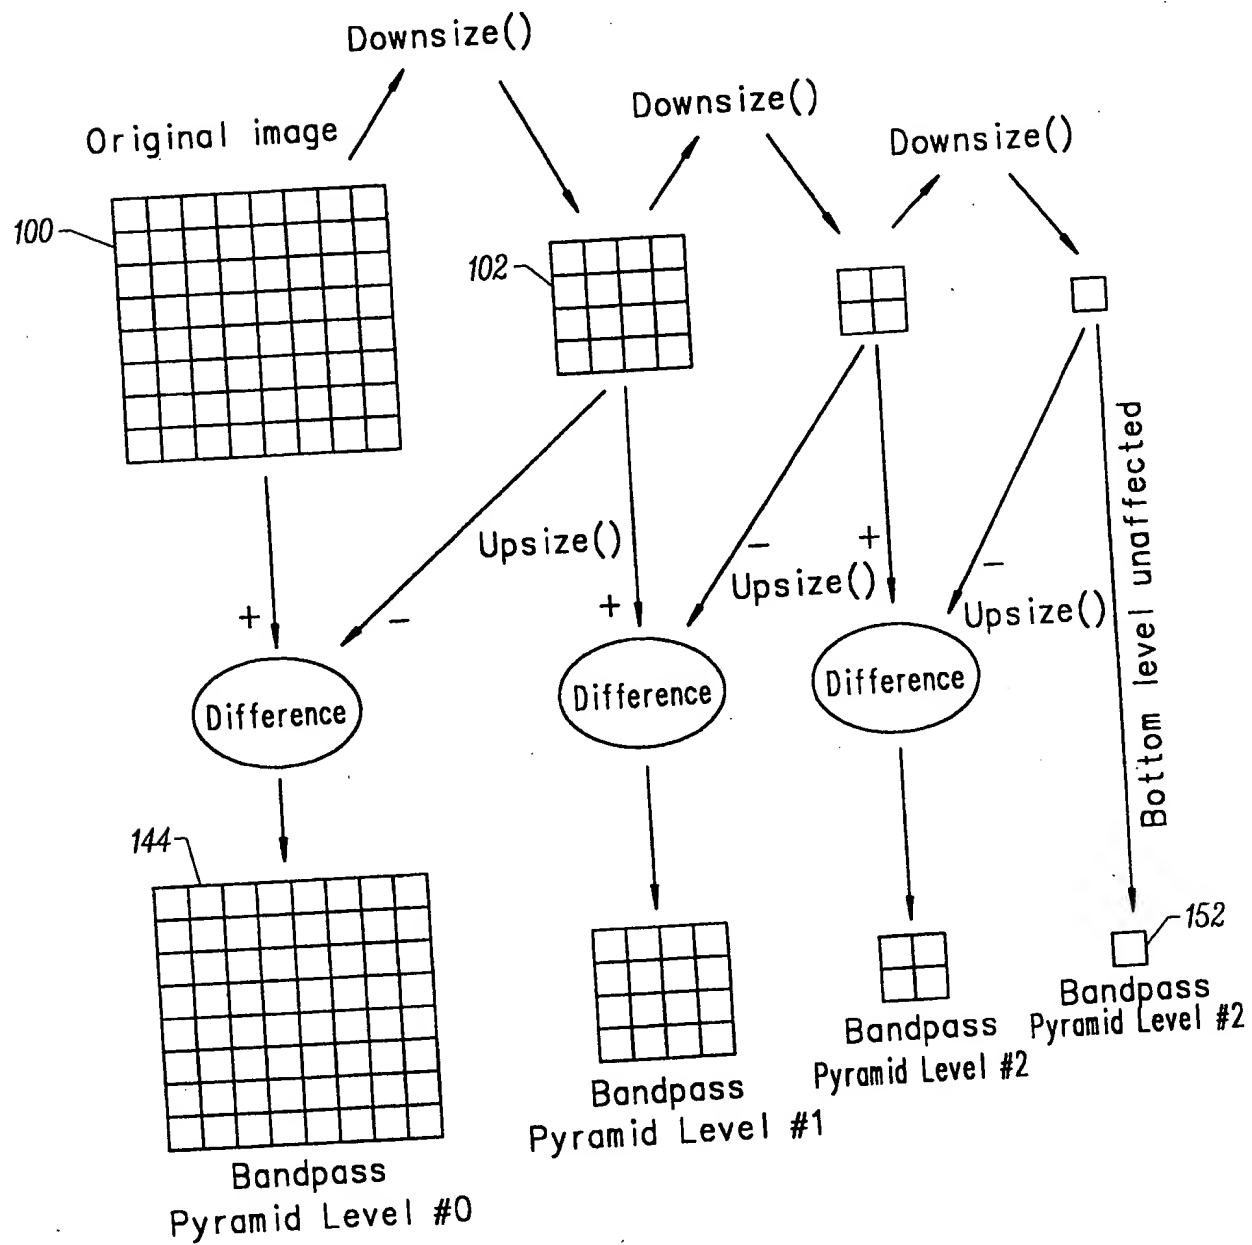 Downsize()
Downsize()
Downsize()
Original image
100
102
Upsize()
+
−
+
−
Upsize()
+
−
Upsize()
Bottom level unaffected
Difference
Difference
Difference
144
152
Bandpass
Pyramid Level #0
Bandpass
Pyramid Level #1
Bandpass
Pyramid Level #2
Bandpass
Pyramid Level #2